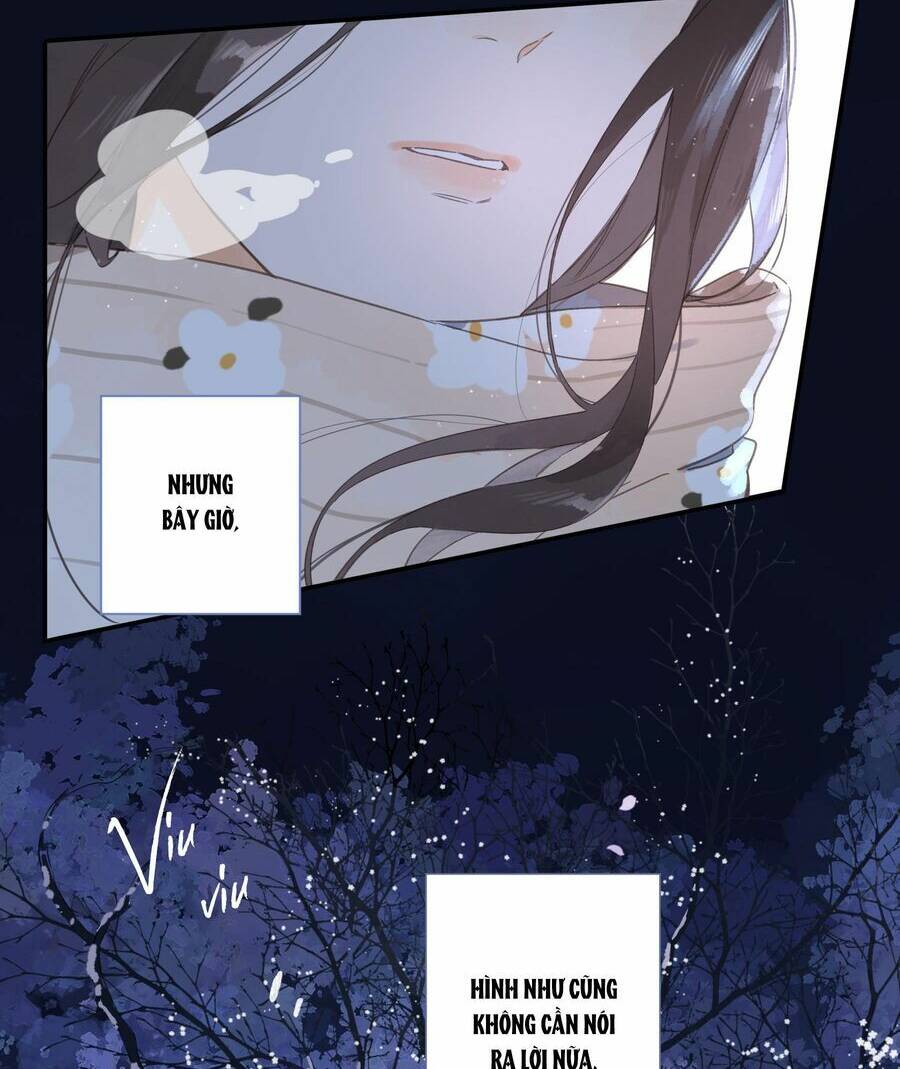 NHƯNG
BÂY GIỜ,
Viu
viu
HÌNH NHƯ CŨNG
KHÔNG CẦN NÓI
RA LỜI NỮA.